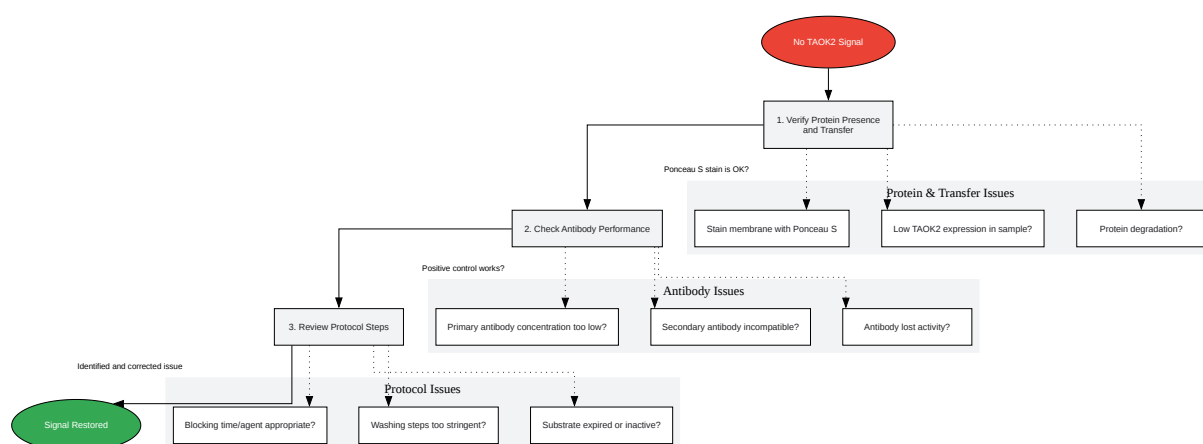 No TAOK2 Signal
1. Verify Protein Presence
and Transfer
Ponceau S stain is OK?
Protein & Transfer Issues
Stain membrane with Ponceau S
Low TAOK2 expression in sample?
Protein degradation?
2. Check Antibody Performance
Positive control works?
Antibody Issues
Primary antibody concentration too low?
Secondary antibody incompatible?
Antibody lost activity?
3. Review Protocol Steps
Identified and corrected issue
Protocol Issues
Blocking time/agent appropriate?
Washing steps too stringent?
Substrate expired or inactive?
Signal Restored